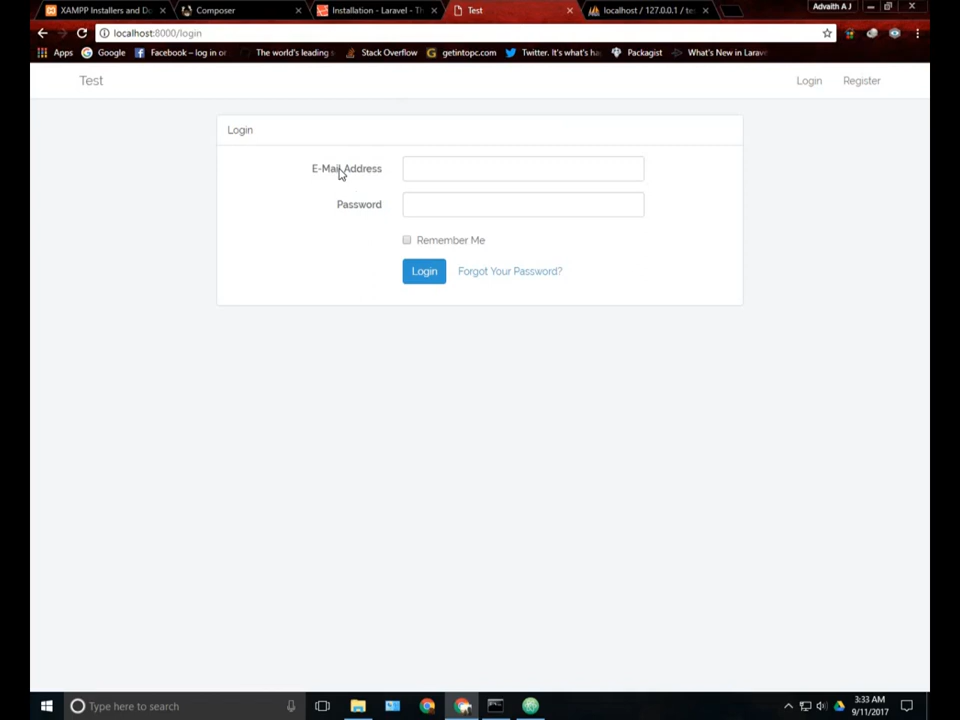 XAMPP Installers and Do
Composer
Installation - Laravel - Th
Test
localhost / 127.0.0.1 / te
Advaith A J
localhost:8000/login
Apps
Google
Facebook – log in or
The world's leading s
Stack Overflow
getintopc.com
Twitter. It's what's ha
Packagist
What's New in Larav
Test
Login
Register
Login
E-Mail Address
Password
Remember Me
Login
Forgot Your Password?
Type here to search
3:33 AM
9/11/2017